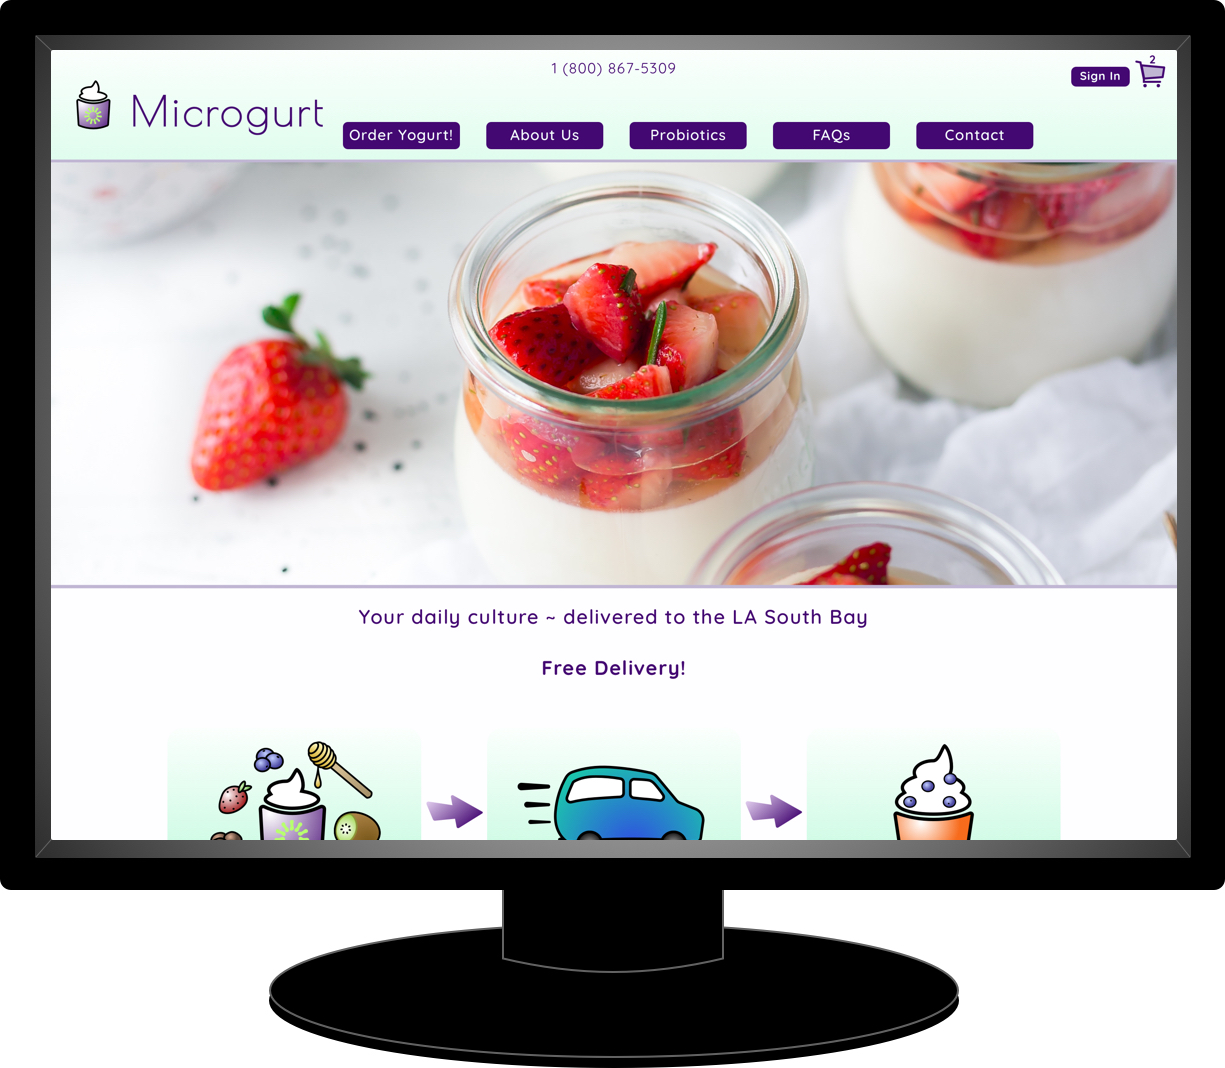 1 (800) 867-5309
2
Sign In
Microgurt
Order Yogurt!
About Us
Probiotics
FAQs
Contact
Your daily culture ~ delivered to the LA South Bay
Free Delivery!